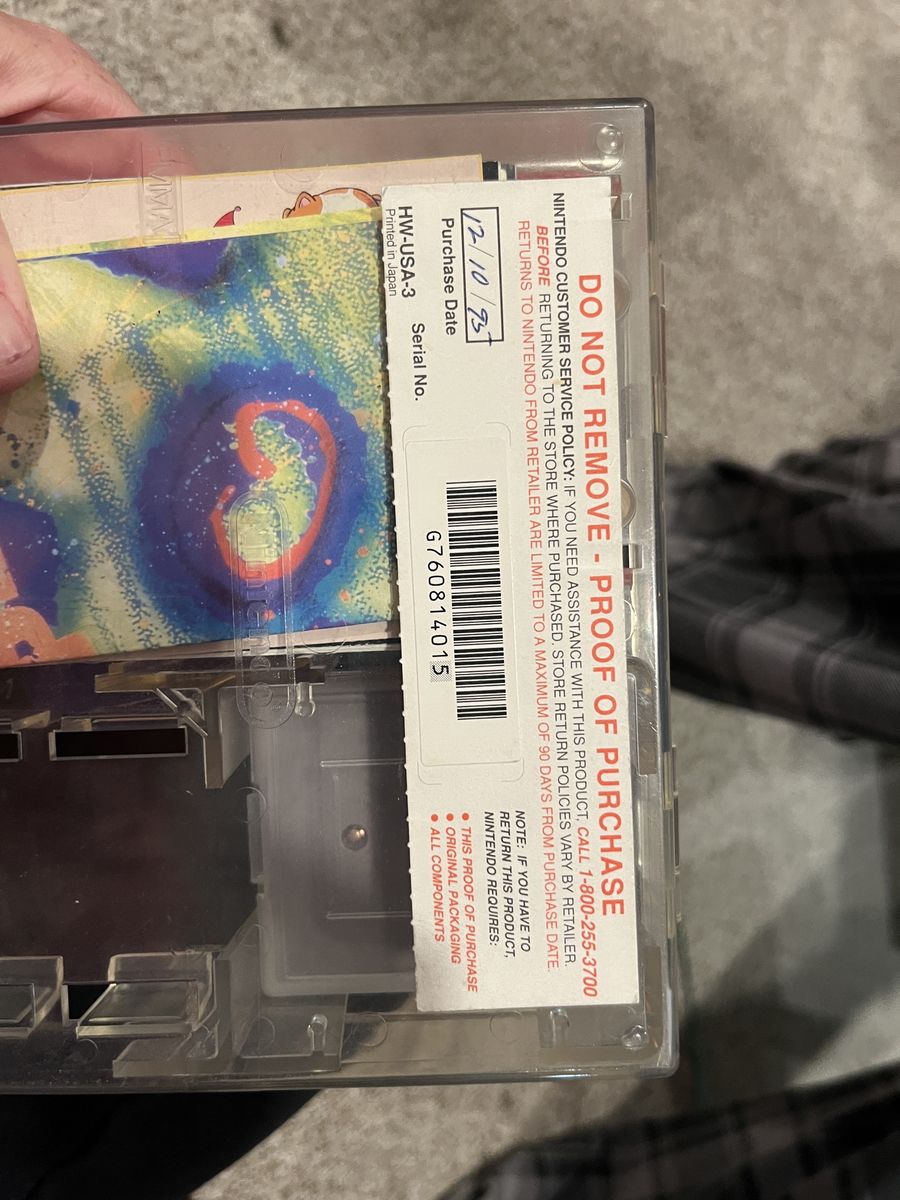 DO NOT REMOVE - PROOF OF PURCHASE
NINTENDO CUSTOMER SERVICE POLICY: IF YOU NEED ASSISTANCE WITH THIS PRODUCT, CALL 1-800-255-3700
BEFORE RETURNING TO THE STORE WHERE PURCHASED. STORE RETURN POLICIES VARY BY RETAILER.
RETURNS TO NINTENDO FROM RETAILER ARE LIMITED TO A MAXIMUM OF 90 DAYS FROM PURCHASE DATE.
12/10/95
Purchase Date
HW-USA-3
Printed in Japan
Serial No.
G760814015
NOTE: IF YOU HAVE TO
RETURN THIS PRODUCT,
NINTENDO REQUIRES:
• THIS PROOF OF PURCHASE
• ORIGINAL PACKAGING
• ALL COMPONENTS
Nintendo